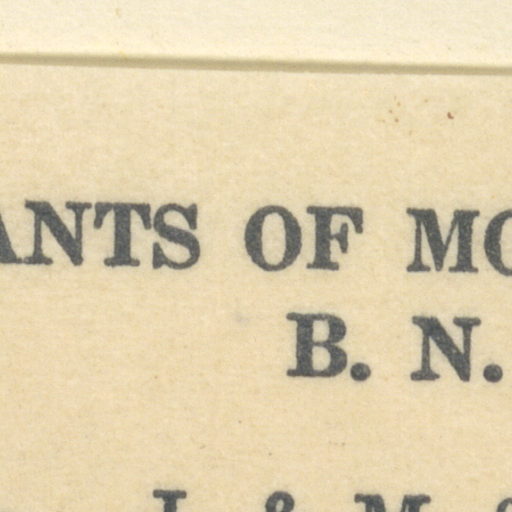 ANTS OF MO
B. N.
J. & M.